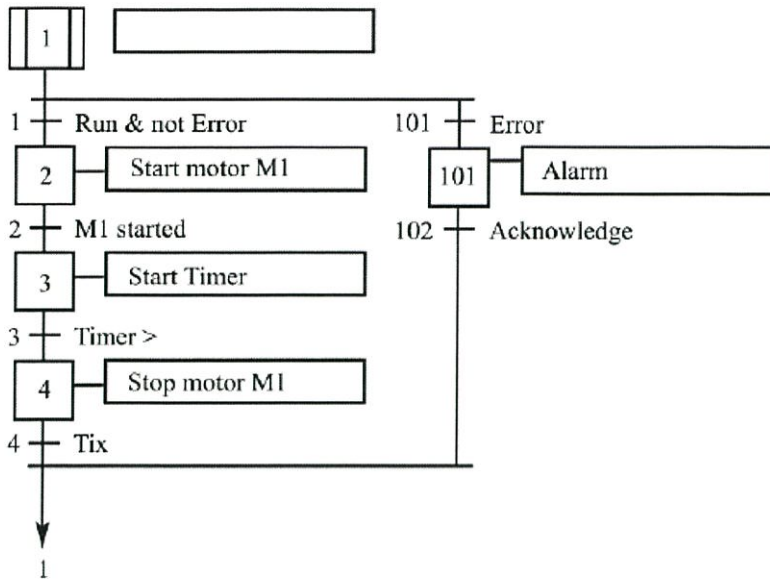 1
1 Run & not Error
101 Error
2 Start motor M1
101 Alarm
2 M1 started
102 Acknowledge
3 Start Timer
3 Timer >
4 Stop motor M1
4 Tix
1